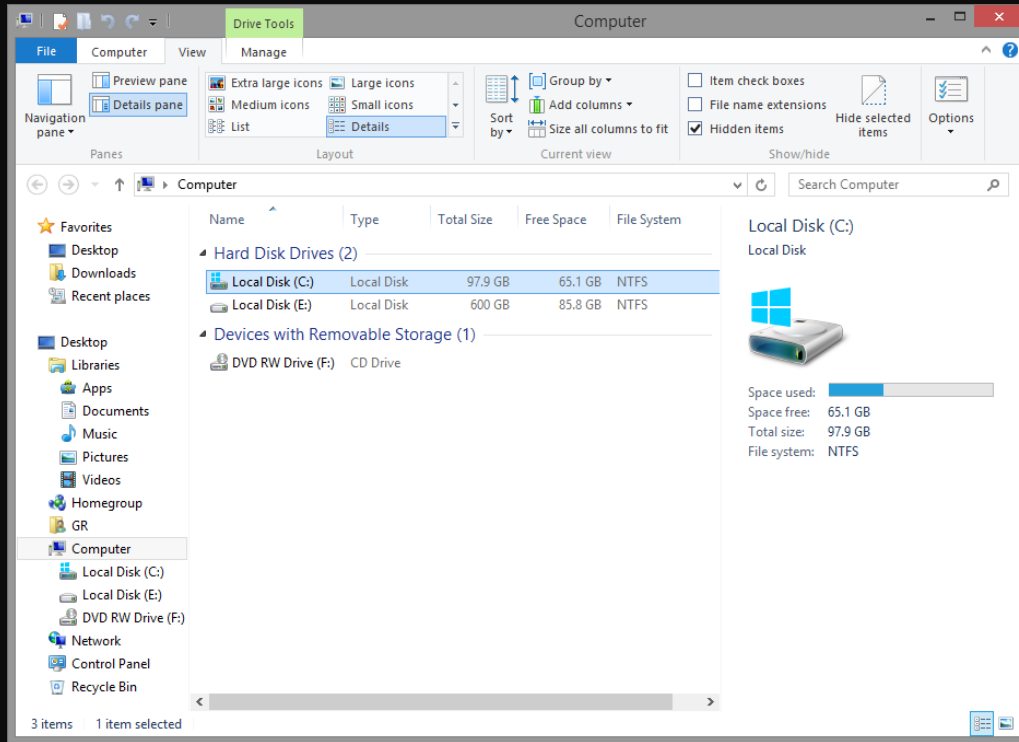 Drive Tools
Computer
File Computer View Manage
Preview pane
Details pane
Navigation pane
Panes
Extra large icons Large icons
Medium icons Small icons
List Details
Layout
Sort by
Group by
Add columns
Size all columns to fit
Current view
Item check boxes
File name extensions
Hidden items
Hide selected items
Show/hide
Options
Computer
Search Computer
Favorites
Desktop
Downloads
Recent places
Desktop
Libraries
Apps
Documents
Music
Pictures
Videos
Homegroup
GR
Computer
Local Disk (C:)
Local Disk (E:)
DVD RW Drive (F:)
Network
Control Panel
Recycle Bin
Name Type Total Size Free Space File System
Hard Disk Drives (2)
Local Disk (C:) Local Disk 97.9 GB 65.1 GB NTFS
Local Disk (E:) Local Disk 600 GB 85.8 GB NTFS
Devices with Removable Storage (1)
DVD RW Drive (F:) CD Drive
Local Disk (C:)
Local Disk
Space used:
Space free: 65.1 GB
Total size: 97.9 GB
File system: NTFS
3 items 1 item selected